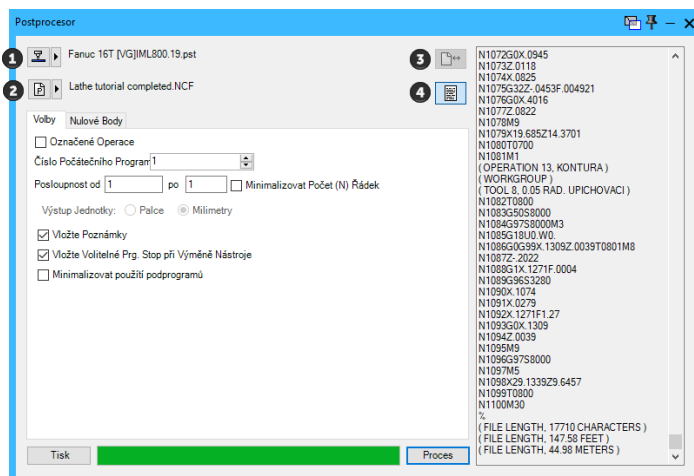 Postprocesor
1 Fanuc 16T [VG]IML800.19.pst
2 Lathe tutorial completed.NCF
3
4
Volby Nulové Body
Označené Operace
Číslo Počátečního Program 1
Posloupnost od 1 po 1 Minimalizovat Počet (N) Řádek
Výstup Jednotky: Palce Milimetry
Vložte Poznámky
Vložte Volitelné Prg. Stop při Výměně Nástroje
Minimalizovat použití podprogramů
Tisk Proces
N1072G0X.0945
N1073Z.0118
N1074X.0825
N1075G32Z-.0453F.004921
N1076G0X.4016
N1077Z.0822
N1078M9
N1079X19.685Z14.3701
N1080T0700
N1081M1
( OPERATION 13, KONTURA )
( WORKGROUP )
( TOOL 8, 0.05 RAD. UPICHOVACI )
N1082T0800
N1083G50S8000
N1084G97S8000M3
N1085G18U0.W0.
N1086G0G99X.1309Z.0039T0801M8
N1087Z-.2022
N1088G1X.1271F.0004
N1089G96S3280
N1090X.1074
N1091X.0279
N1092X.1271F1.27
N1093G0X.1309
N1094Z.0039
N1095M9
N1096G97S8000
N1097M5
N1098X29.1339Z9.6457
N1099T0800
N1100M30
%
( FILE LENGTH, 17710 CHARACTERS )
( FILE LENGTH, 147.58 FEET )
( FILE LENGTH, 44.98 METERS )